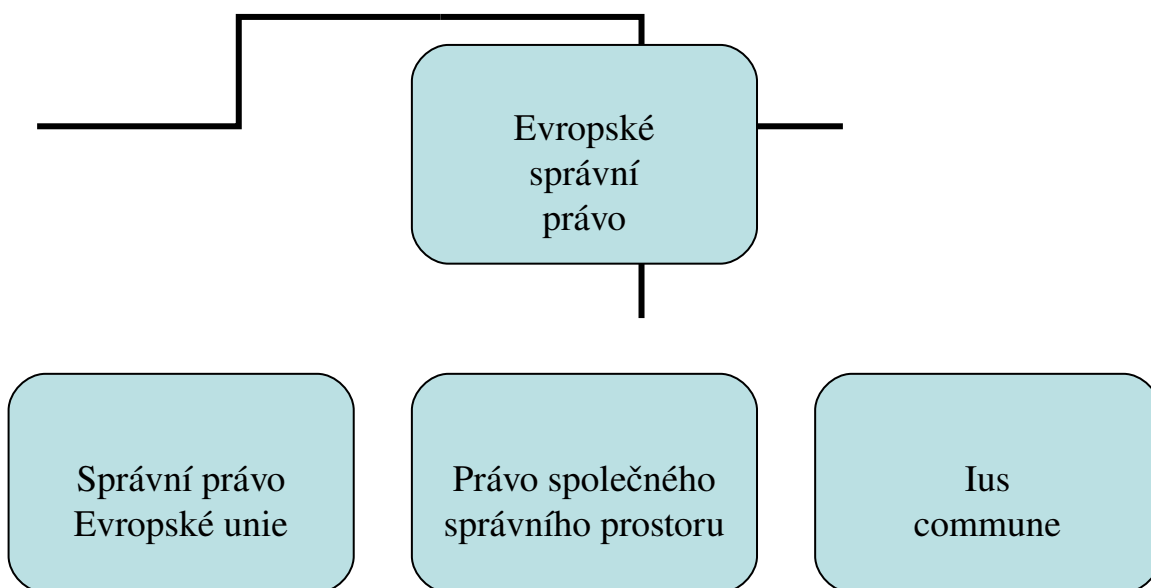 Evropské
správní
právo
Správní právo
Evropské unie
Právo společného
správního prostoru
Ius
commune